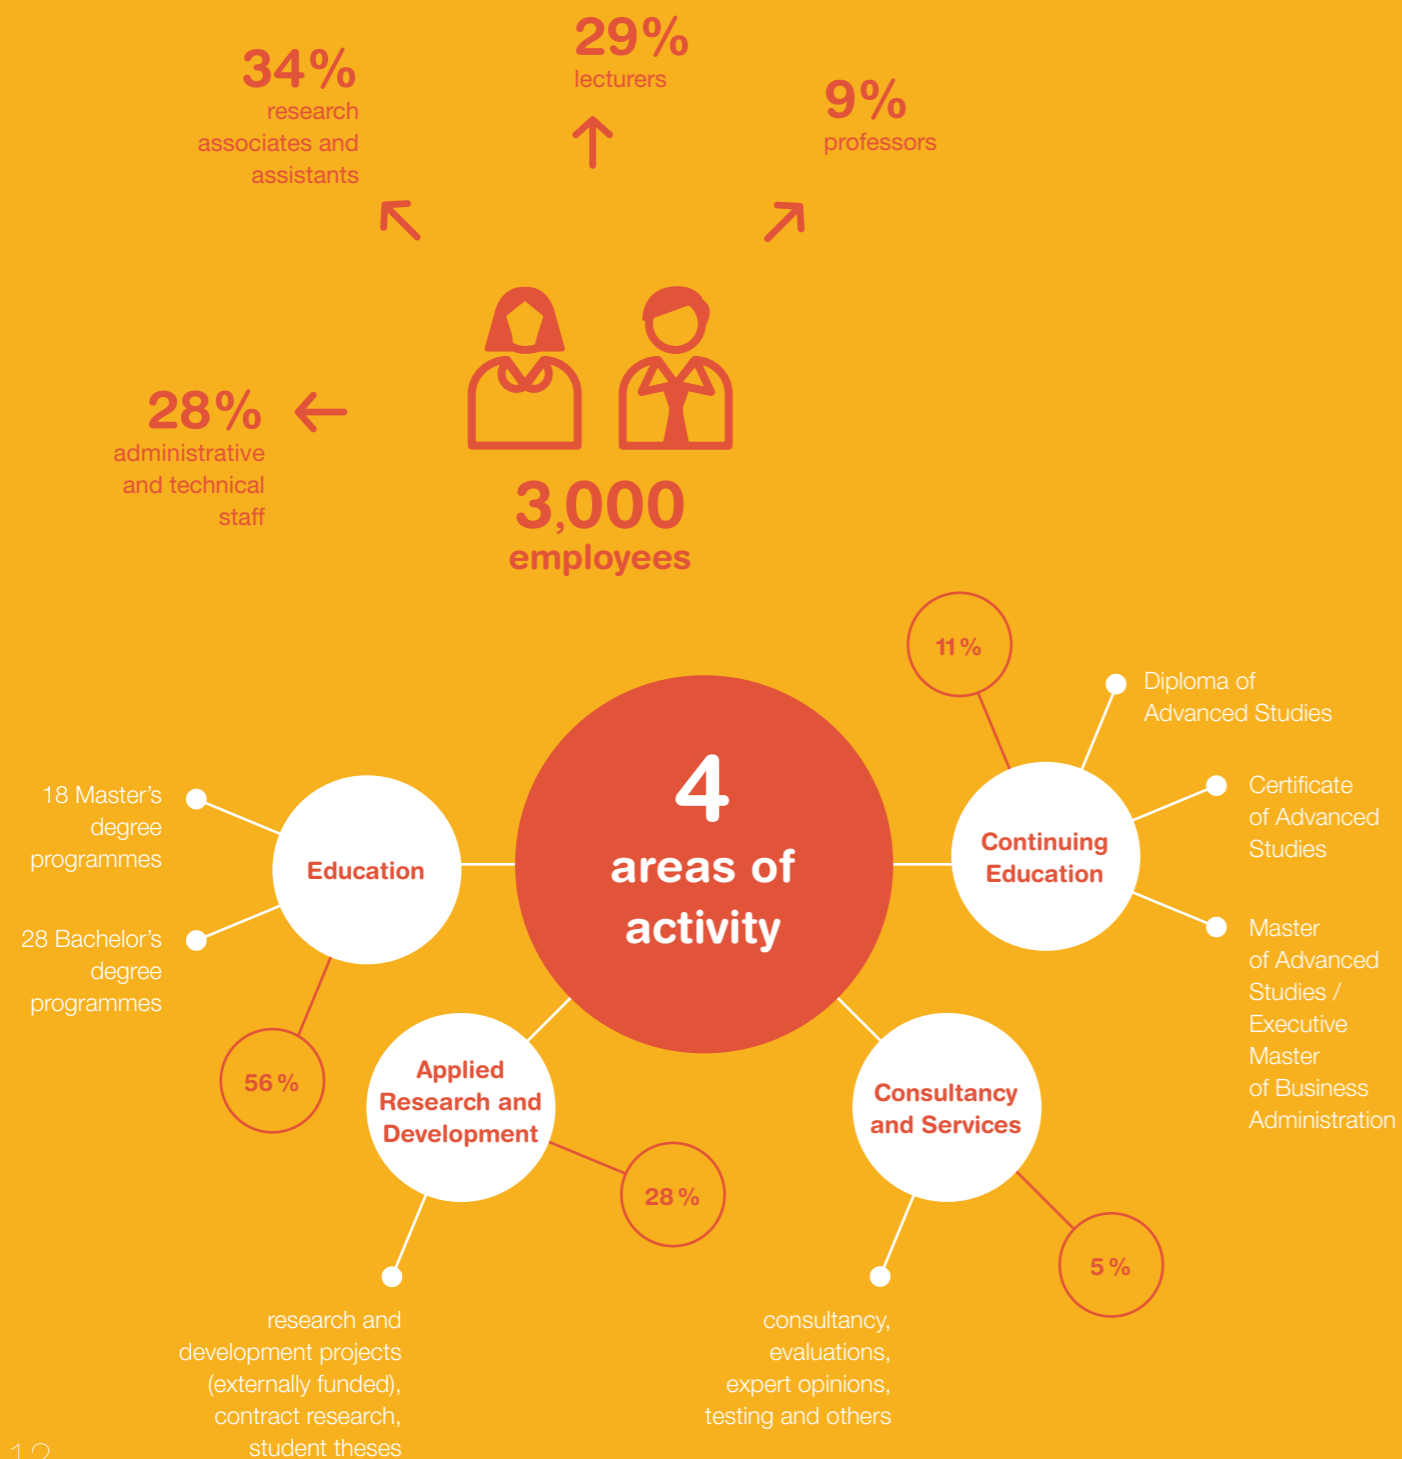 29%
lecturers
34%
research
associates and
assistants
9%
professors
28%
administrative
and technical
staff
3,000
employees
11%
Diploma of
Advanced Studies
4
areas of
activity
18 Master's
degree
programmes
Education
28 Bachelor's
degree
programmes
56%
Continuing
Education
Certificate
of Advanced
Studies
Master
of Advanced
Studies /
Executive
Master
of Business
Administration
Applied
Research and
Development
28%
research and
development projects
(externally funded),
contract research,
student theses
Consultancy
and Services
5%
consultancy,
evaluations,
expert opinions,
testing and others
12